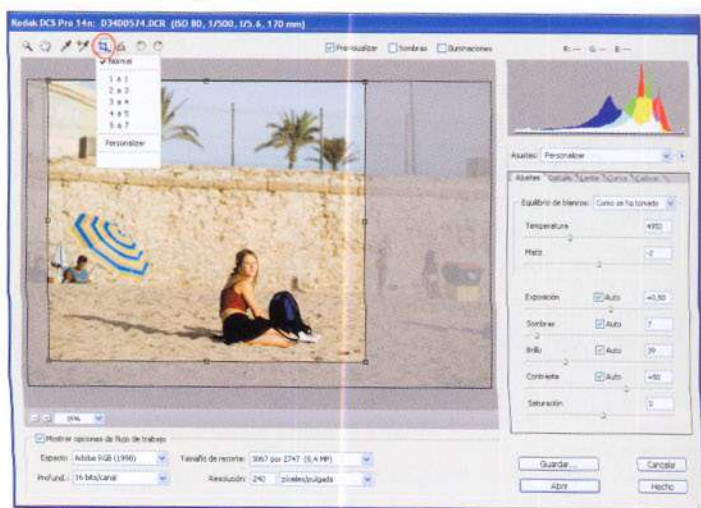 Kodak DCS Pro 14n: D34D0574.DCR (ISO 80, 1/500, f/5.6, 170 mm)
Previsualizar Sombras Iluminaciones
R: --- G: --- B: ---
Normal
1 a 1
2 a 3
3 a 4
4 a 5
5 a 7
Personalizar
Ajustes: Personalizar
Ajustes Detalle Lente Curva Calibrar
Equilibrio de blancos: Como se ha tomado
Temperatura 4950
Matiz -2
Exposición Auto +0,50
Sombras Auto 7
Brillo Auto 39
Contraste Auto +50
Saturación
Mostrar opciones de flujo de trabajo
Espacio: Adobe RGB (1998) Tamaño de recorte: 3067 por 2747 (8,4 MP)
Profund.: 16 bits/canal Resolución: 240 píxeles/pulgada
Guardar... Cancelar
Abrir Hecho